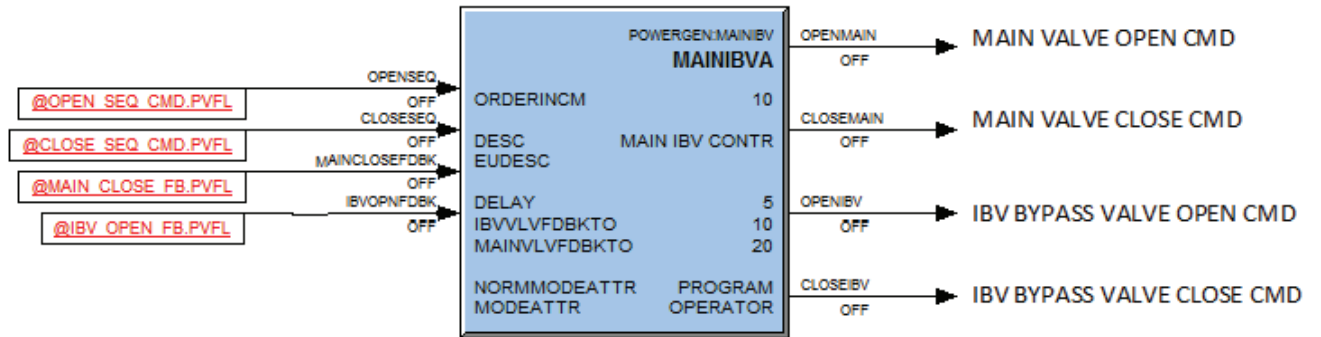 POWERGEN:MAINIBV
MAINIBVA
OPENMAIN
OFF
MAIN VALVE OPEN CMD
OPENSEQ
OFF
@OPEN_SEQ_CMD.PVFL
ORDERINCM 10
CLOSESEQ
OFF
@CLOSE_SEQ_CMD.PVFL
CLOSEMAIN
OFF
MAIN VALVE CLOSE CMD
DESC MAIN IBV CONTR
EUDESC
MAINCLOSEFDBK
OFF
@MAIN_CLOSE_FB.PVFL
IBVOPNFDBK
OFF
@IBV_OPEN_FB.PVFL
DELAY 5
IBVVLVFDBKTO 10
MAINVLVFDBKTO 20
OPENIBV
OFF
IBV BYPASS VALVE OPEN CMD
NORMMODEATTR PROGRAM
MODEATTR OPERATOR
CLOSEIBV
OFF
IBV BYPASS VALVE CLOSE CMD